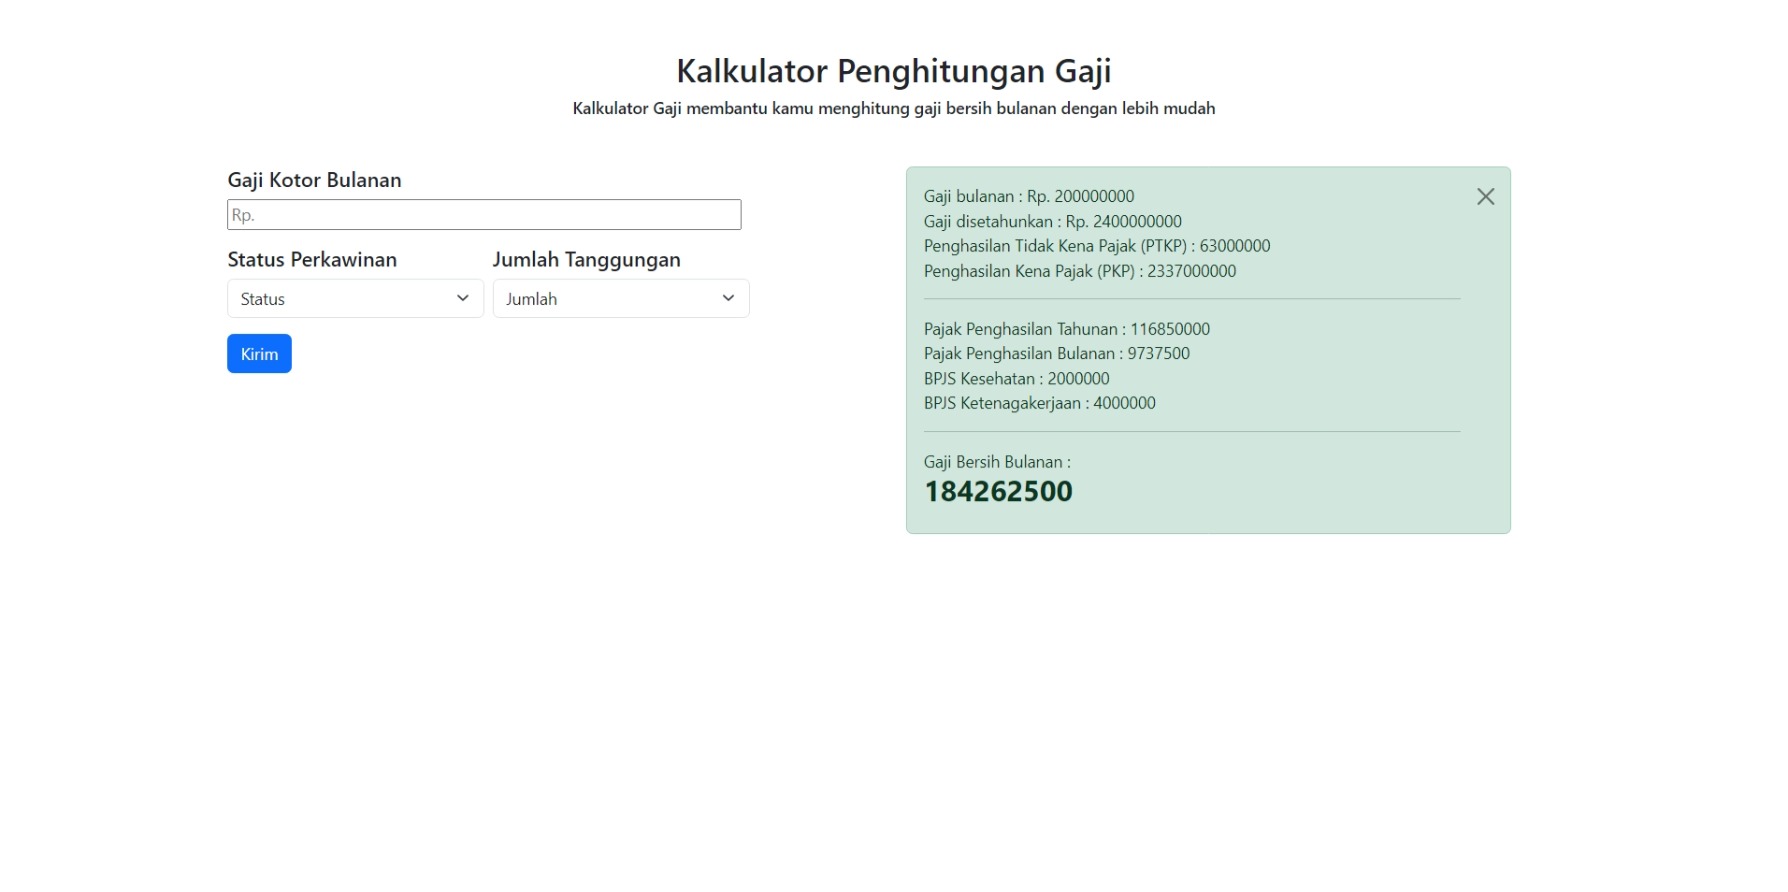 Kalkulator Penghitungan Gaji
Kalkulator Gaji membantu kamu menghitung gaji bersih bulanan dengan lebih mudah
Gaji Kotor Bulanan
Rp.
Status Perkawinan
Jumlah Tanggungan
Status
Jumlah
Kirim
Gaji bulanan : Rp. 200000000
Gaji disetahunkan : Rp. 2400000000
Penghasilan Tidak Kena Pajak (PTKP) : 63000000
Penghasilan Kena Pajak (PKP) : 2337000000
Pajak Penghasilan Tahunan : 116850000
Pajak Penghasilan Bulanan : 9737500
BPJS Kesehatan : 2000000
BPJS Ketenagakerjaan : 4000000
Gaji Bersih Bulanan :
184262500